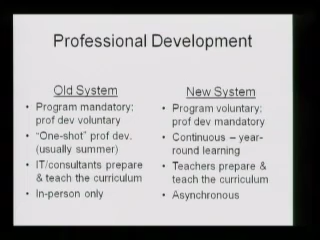 Professional Development
Old System
• Program mandatory;
prof dev voluntary
• "One-shot" prof dev.
(usually summer)
• IT/consultants prepare
& teach the curriculum
• In-person only
New System
• Program voluntary;
prof dev mandatory
• Continuous – year-
round learning
• Teachers prepare &
teach the curriculum
• Asynchronous